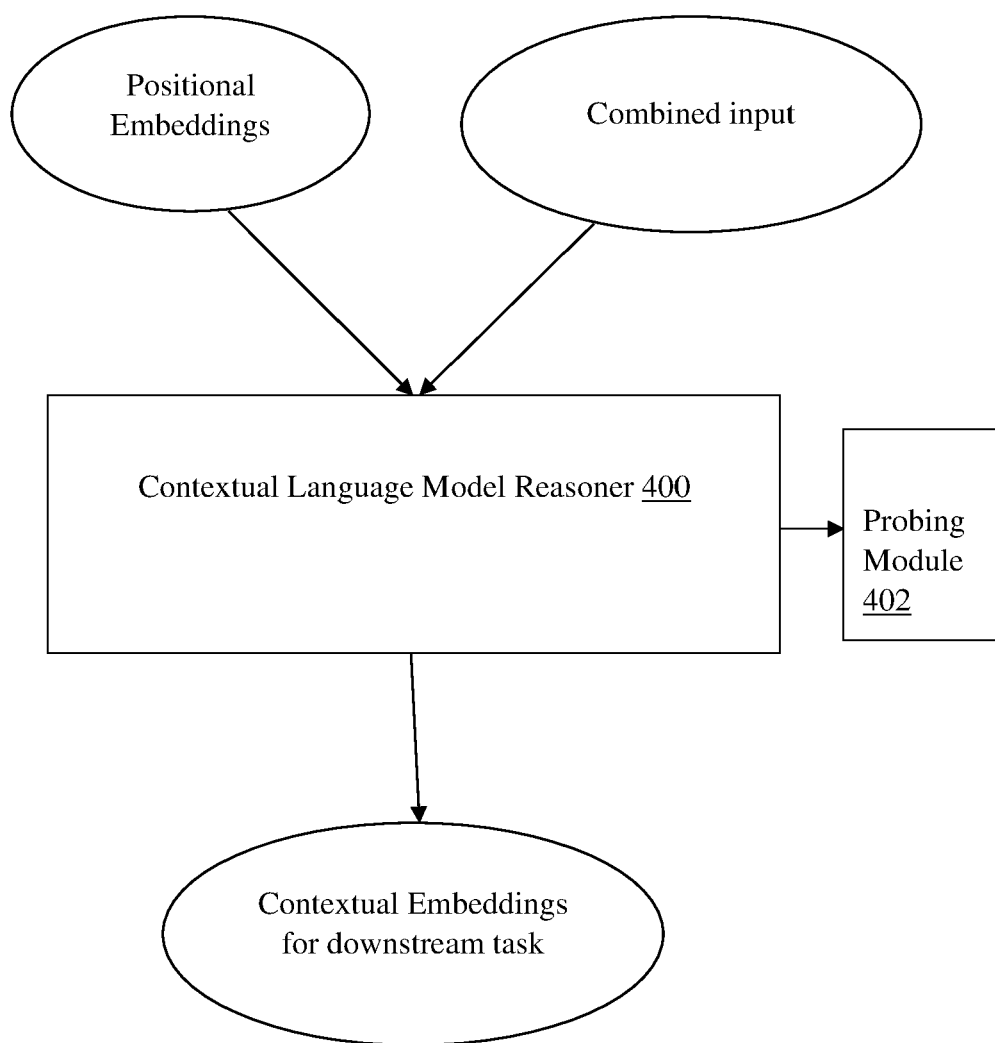 Positional
Embeddings
Combined input
Contextual Language Model Reasoner 400
Probing
Module
402
Contextual Embeddings
for downstream task